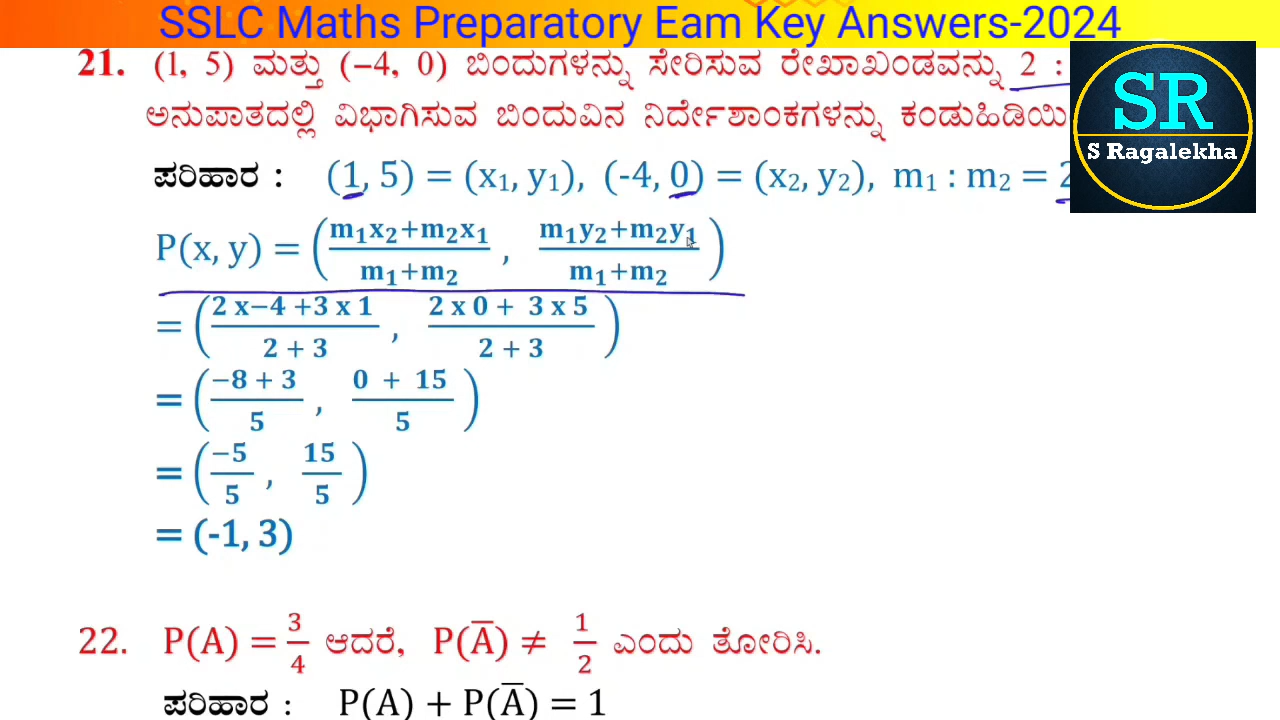 SSLC Maths Preparatory Eam Key Answers-2024
21. (1, 5) ಮತ್ತು (−4, 0) ಬಿಂದುಗಳನ್ನು ಸೇರಿಸುವ ರೇಖಾಖಂಡವನ್ನು 2 :
ಅನುಪಾತದಲ್ಲಿ ವಿಭಾಗಿಸುವ ಬಿಂದುವಿನ ನಿರ್ದೇಶಾಂಕಗಳನ್ನು ಕಂಡುಹಿಡಿಯಿ
SR
S Ragalekha
ಪರಿಹಾರ : (1, 5) = (x₁, y₁), (-4, 0) = (x₂, y₂), m₁ : m₂ = 2
P(x, y) = ( (m₁x₂+m₂x₁)/(m₁+m₂) , (m₁y₂+m₂y₁)/(m₁+m₂) )
= ( (2 x−4 +3 x 1)/(2 + 3) , (2 x 0 + 3 x 5)/(2 + 3) )
= ( (−8 + 3)/5 , (0 + 15)/5 )
= ( −5/5 , 15/5 )
= (-1, 3)
22. P(A) = 3/4 ಆದರೆ, P(A̅) ≠ 1/2 ಎಂದು ತೋರಿಸಿ.
ಪರಿಹಾರ : P(A) + P(A̅) = 1